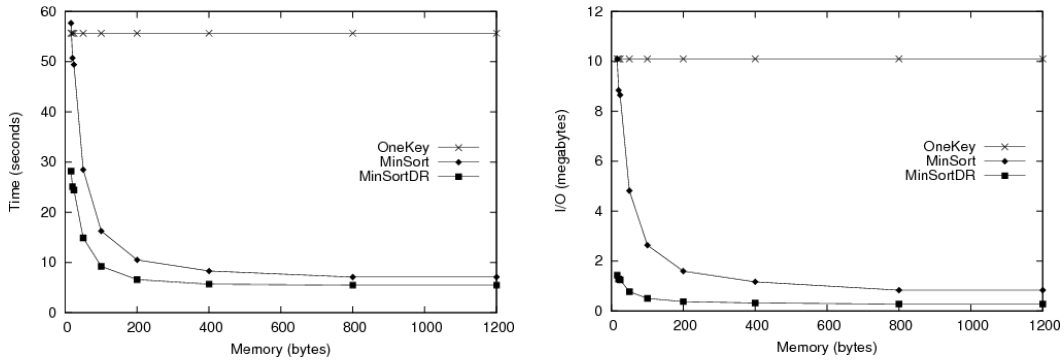 60
50
40
30
20
10
0
Time (seconds)
OneKey
MinSort
MinSortDR
0 200 400 600 800 1000 1200
Memory (bytes)
12
10
8
6
4
2
0
I/O (megabytes)
OneKey
MinSort
MinSortDR
0 200 400 600 800 1000 1200
Memory (bytes)